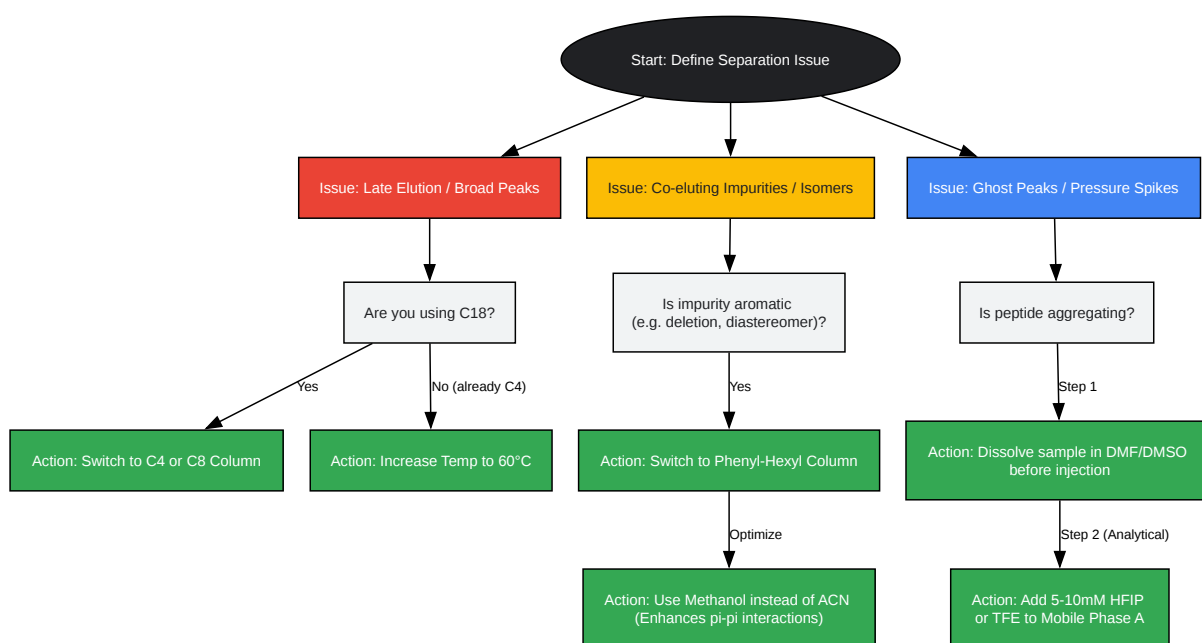 Start: Define Separation Issue
Issue: Late Elution / Broad Peaks
Issue: Co-eluting Impurities / Isomers
Issue: Ghost Peaks / Pressure Spikes
Are you using C18?
Is impurity aromatic
(e.g. deletion, diastereomer)?
Is peptide aggregating?
Yes
No (already C4)
Yes
Step 1
Action: Switch to C4 or C8 Column
Action: Increase Temp to 60°C
Action: Switch to Phenyl-Hexyl Column
Action: Dissolve sample in DMF/DMSO
before injection
Optimize
Step 2 (Analytical)
Action: Use Methanol instead of ACN
(Enhances pi-pi interactions)
Action: Add 5-10mM HFIP
or TFE to Mobile Phase A